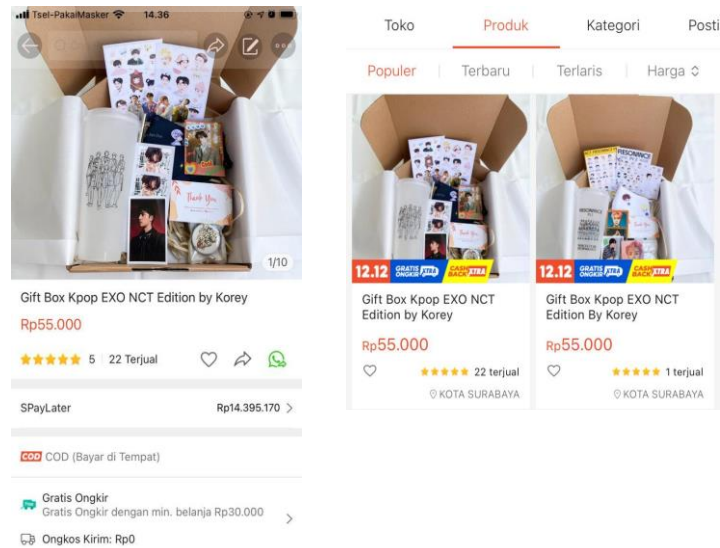 Tsel-PakaiMasker
14.36
1/10
Gift Box Kpop EXO NCT Edition by Korey
Rp55.000
5
22 Terjual
SPayLater
Rp14.395.170
COD COD (Bayar di Tempat)
Gratis Ongkir
Gratis Ongkir dengan min. belanja Rp30.000
Ongkos Kirim: Rp0
Toko
Produk
Kategori
Posti
Populer
Terbaru
Terlaris
Harga
Thank You
12.12
GRATIS ONGKIR XTRA
CASHBACK XTRA
Gift Box Kpop EXO NCT
Edition by Korey
Rp55.000
22 terjual
KOTA SURABAYA
RESONANCE
12.12
GRATIS ONGKIR XTRA
CASHBACK XTRA
Gift Box Kpop EXO NCT
Edition By Korey
Rp55.000
1 terjual
KOTA SURABAYA